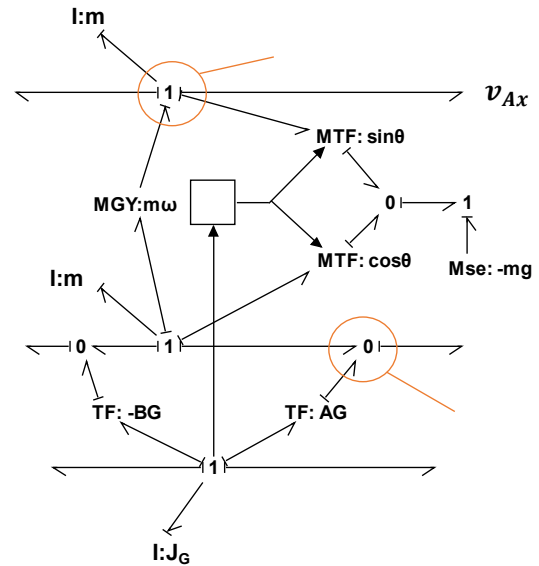 I:m
1
v_Ax
MTF: sinθ
MGY:mω
0
1
MTF: cosθ
Mse: -mg
I:m
0
1
0
TF: -BG
TF: AG
1
I:J_G